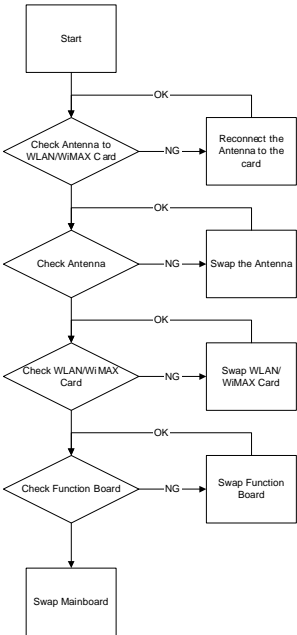 Start
OK
Check Antenna to
WLAN/WiMAX Card
NG
Reconnect the
Antenna to the
card
OK
Check Antenna
NG
Swap the Antenna
OK
Check WLAN/WiMAX
Card
NG
Swap WLAN/
WiMAX Card
OK
Check Function Board
NG
Swap Function
Board
Swap Mainboard